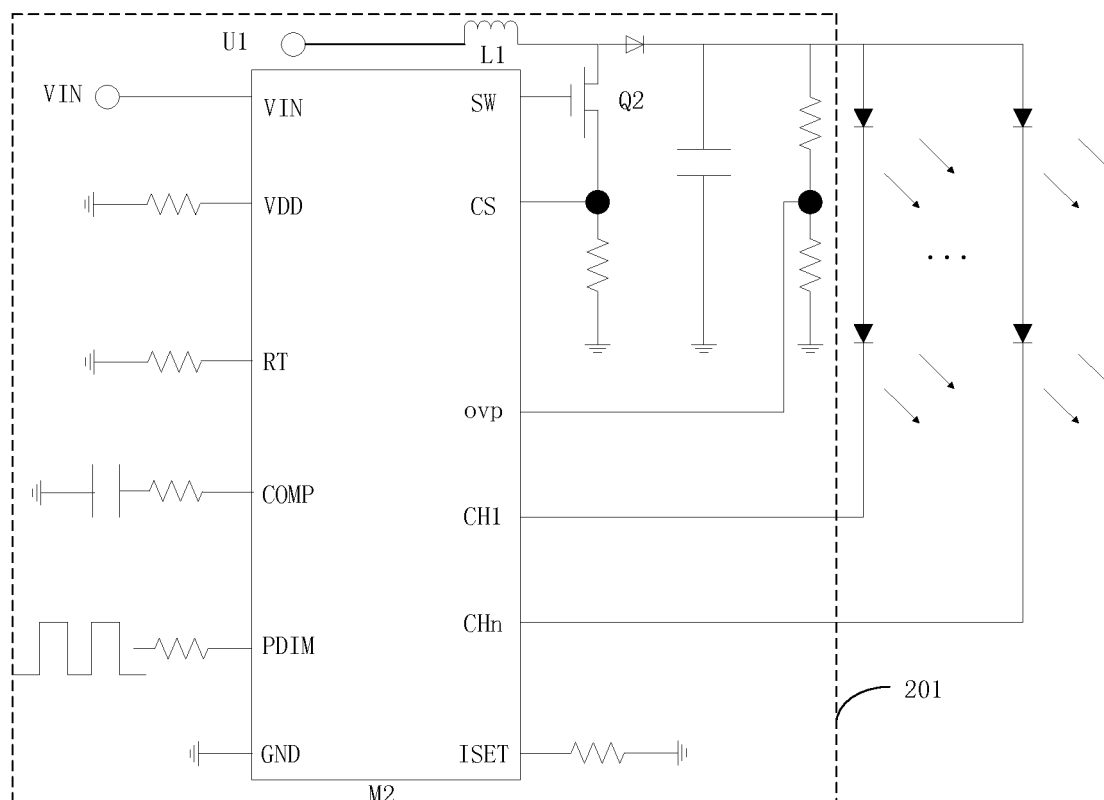 U1
L1
VIN
VIN
SW
Q2
VDD
CS
...
RT
ovp
COMP
CH1
CHn
PDIM
201
GND
ISET
M2